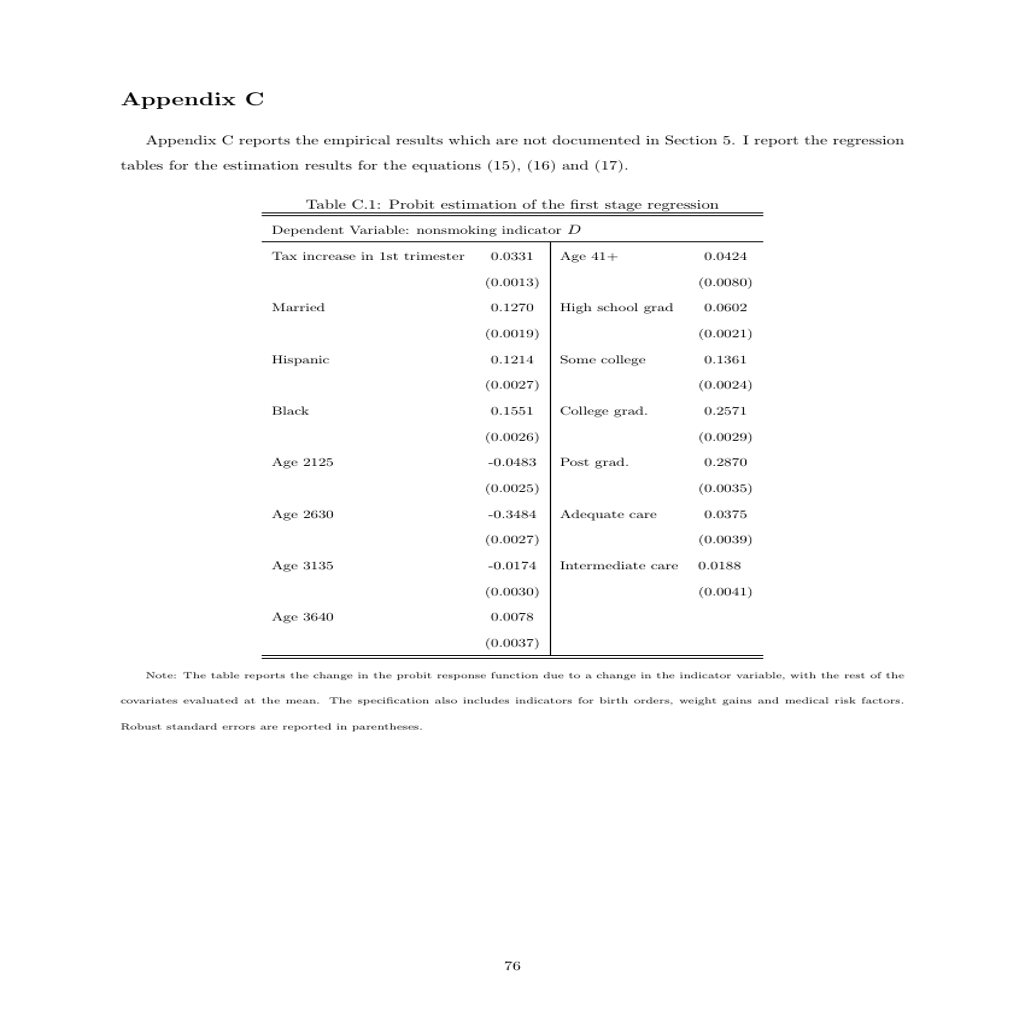 Appendix C
Appendix C reports the empirical results which are not documented in Section 5. I report the regression
tables for the estimation results for the equations (15), (16) and (17).
Table C.1: Probit estimation of the first stage regression
Dependent Variable: nonsmoking indicator D
Tax increase in 1st trimester 0.0331 Age 41+ 0.0424
(0.0013) (0.0080)
Married 0.1270 High school grad 0.0602
(0.0019) (0.0021)
Hispanic 0.1214 Some college 0.1361
(0.0027) (0.0024)
Black 0.1551 College grad. 0.2571
(0.0026) (0.0029)
Age 2125 -0.0483 Post grad. 0.2870
(0.0025) (0.0035)
Age 2630 -0.3484 Adequate care 0.0375
(0.0027) (0.0039)
Age 3135 -0.0174 Intermediate care 0.0188
(0.0030) (0.0041)
Age 3640 0.0078
(0.0037)
Note: The table reports the change in the probit response function due to a change in the indicator variable, with the rest of the
covariates evaluated at the mean. The specification also includes indicators for birth orders, weight gains and medical risk factors.
Robust standard errors are reported in parentheses.
76